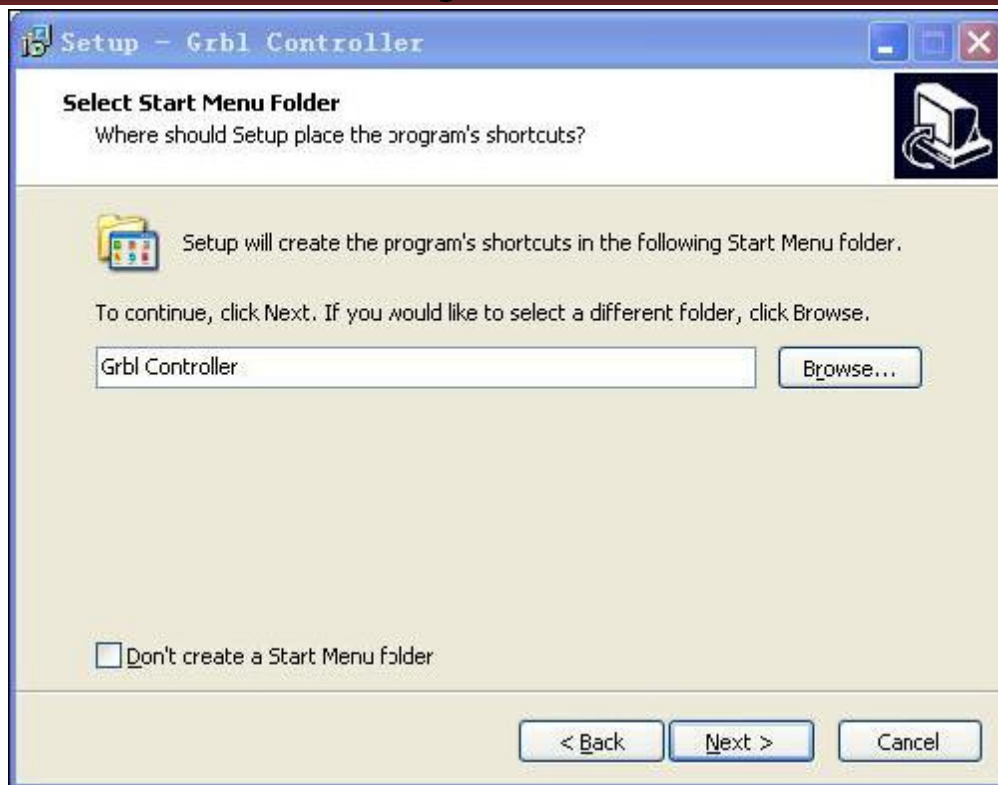 Setup - Grbl Controller
Select Start Menu Folder
Where should Setup place the program's shortcuts?
Setup will create the program's shortcuts in the following Start Menu folder.
To continue, click Next. If you would like to select a different folder, click Browse.
Grbl Controller
Browse...
Don't create a Start Menu folder
< Back
Next >
Cancel